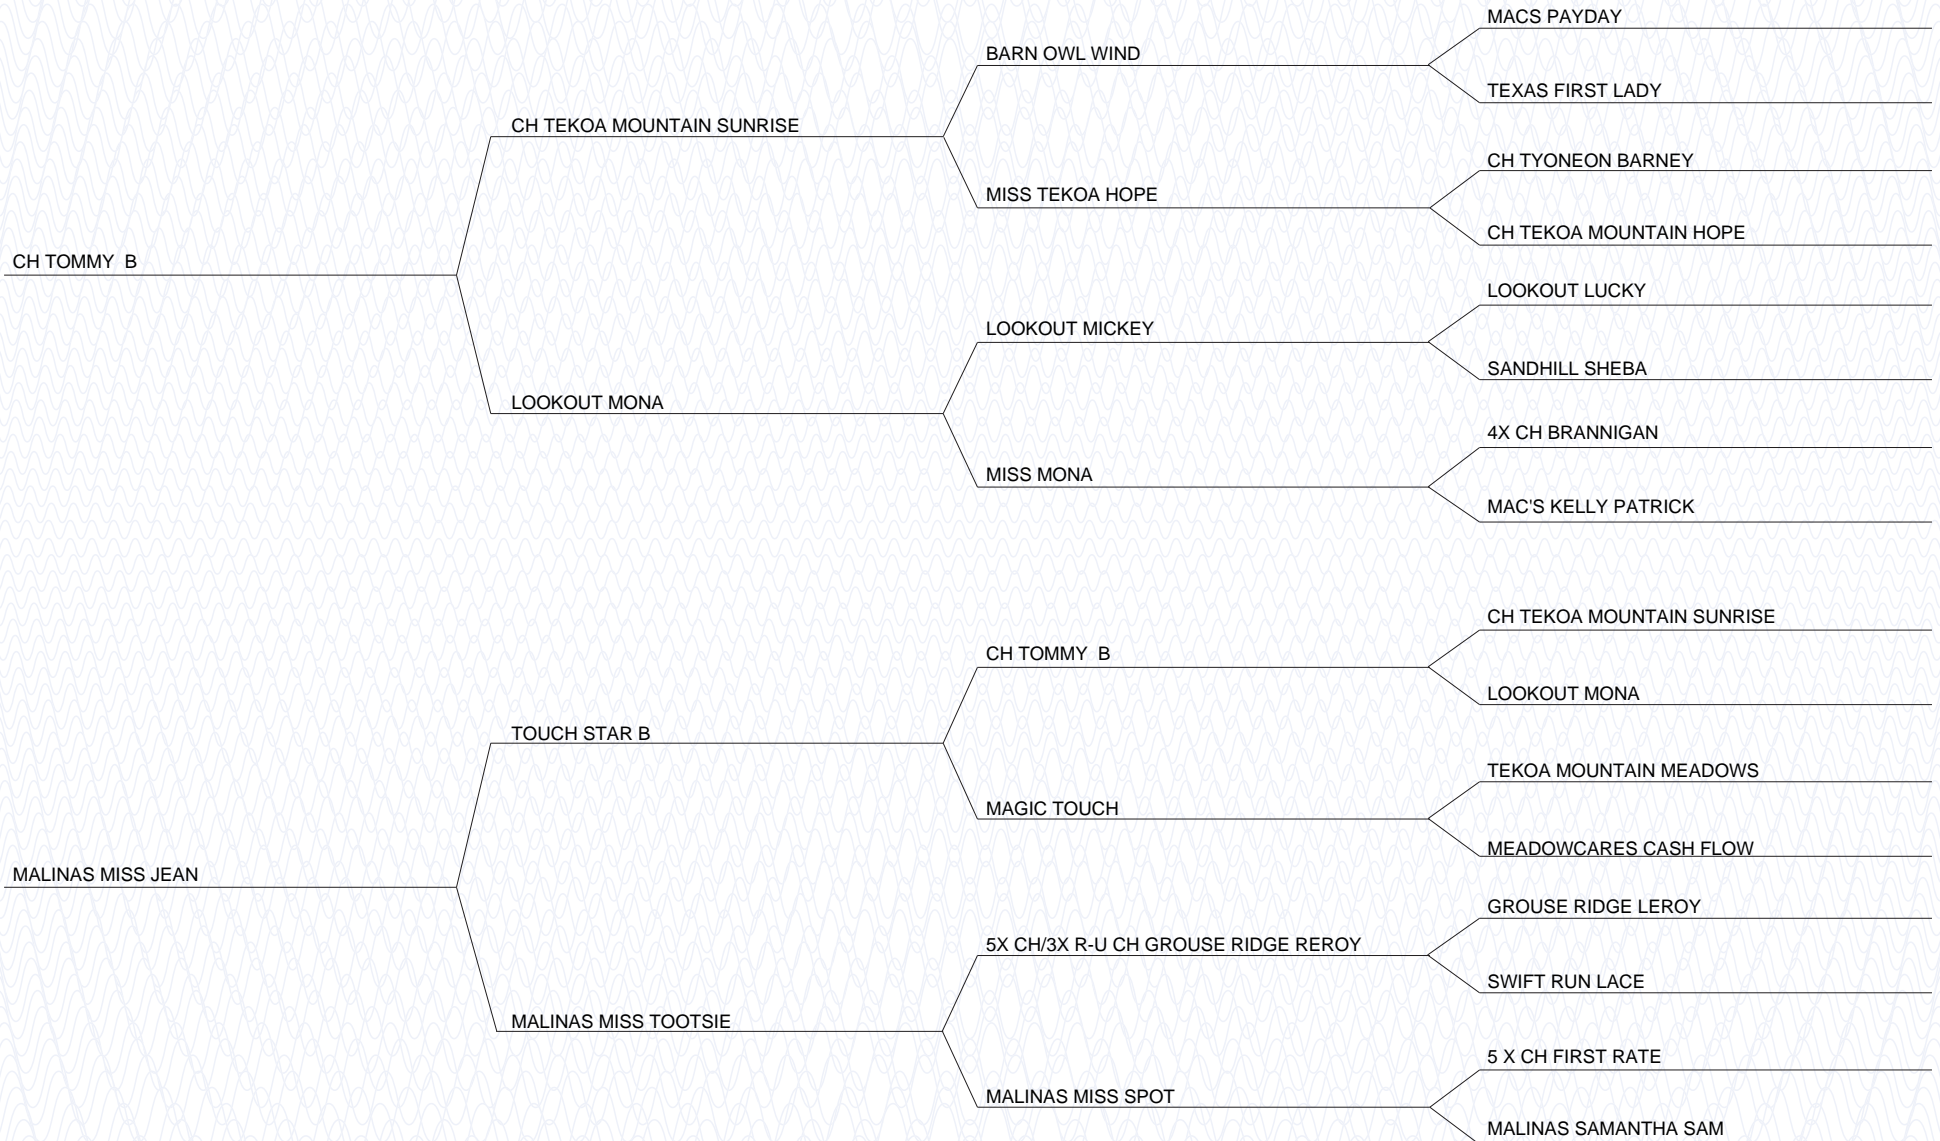 MACS PAYDAY
BARN OWL WIND
TEXAS FIRST LADY
CH TEKOA MOUNTAIN SUNRISE
CH TYONEON BARNEY
MISS TEKOA HOPE
CH TEKOA MOUNTAIN HOPE
CH TOMMY  B
LOOKOUT LUCKY
LOOKOUT MICKEY
SANDHILL SHEBA
LOOKOUT MONA
4X CH BRANNIGAN
MISS MONA
MAC'S KELLY PATRICK
CH TEKOA MOUNTAIN SUNRISE
CH TOMMY  B
LOOKOUT MONA
TOUCH STAR B
TEKOA MOUNTAIN MEADOWS
MAGIC TOUCH
MEADOWCARES CASH FLOW
MALINAS MISS JEAN
GROUSE RIDGE LEROY
5X CH/3X R-U CH GROUSE RIDGE REROY
SWIFT RUN LACE
MALINAS MISS TOOTSIE
5 X CH FIRST RATE
MALINAS MISS SPOT
MALINAS SAMANTHA SAM